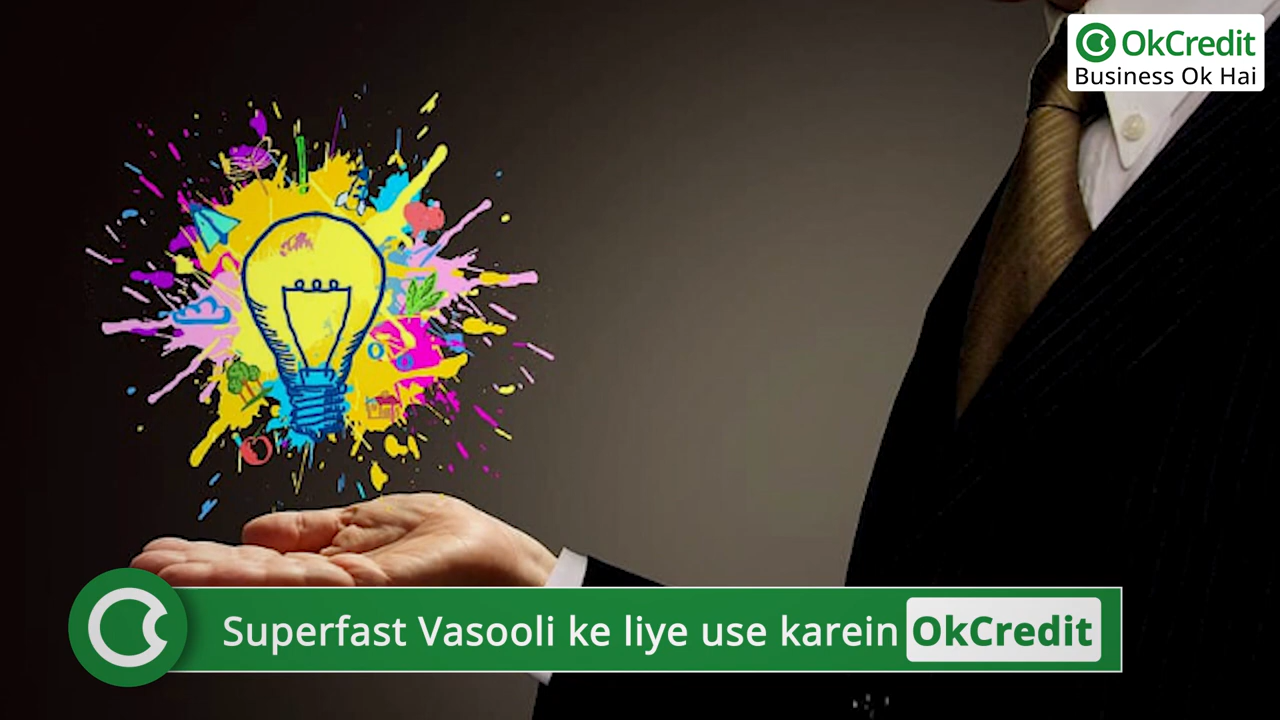 OkCredit
Business Ok Hai
Superfast Vasooli ke liye use karein OkCredit